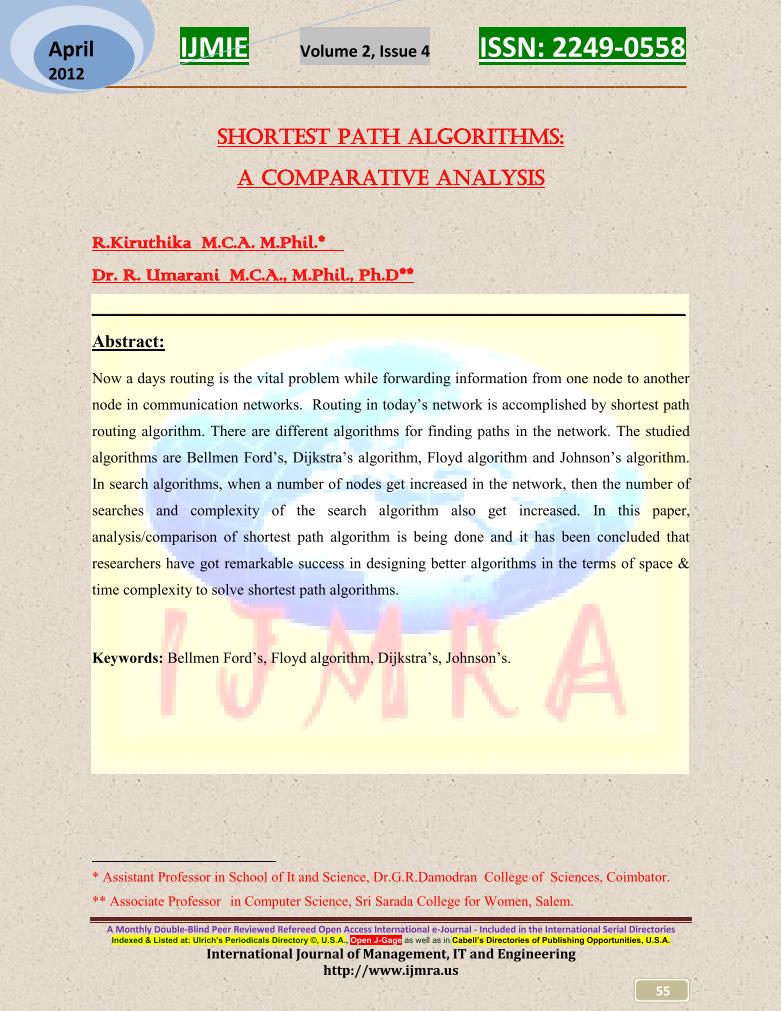 April
2012
IJMIE
Volume 2, Issue 4
ISSN: 2249-0558
SHORTEST PATH ALGORITHMS:
A COMPARATIVE ANALYSIS
R.Kiruthika M.C.A. M.Phil.*
Dr. R. Umarani M.C.A., M.Phil., Ph.D**
Abstract:
Now a days routing is the vital problem while forwarding information from one node to another
node in communication networks. Routing in today's network is accomplished by shortest path
routing algorithm. There are different algorithms for finding paths in the network. The studied
algorithms are Bellmen Ford's, Dijkstra's algorithm, Floyd algorithm and Johnson's algorithm.
In search algorithms, when a number of nodes get increased in the network, then the number of
searches and complexity of the search algorithm also get increased. In this paper,
analysis/comparison of shortest path algorithm is being done and it has been concluded that
researchers have got remarkable success in designing better algorithms in the terms of space &
time complexity to solve shortest path algorithms.
IJMRA
Keywords: Bellmen Ford's, Floyd algorithm, Dijkstra's, Johnson's.
* Assistant Professor in School of It and Science, Dr.G.R.Damodran College of Sciences, Coimbator.
** Associate Professor in Computer Science, Sri Sarada College for Women, Salem.
A Monthly Double-Blind Peer Reviewed Refereed Open Access International e-Journal - Included in the International Serial Directories
Indexed & Listed at: Ulrich's Periodicals Directory ©, U.S.A., Open J-Gage as well as in Cabell's Directories of Publishing Opportunities, U.S.A.
International Journal of Management, IT and Engineering
http://www.ijmra.us
55